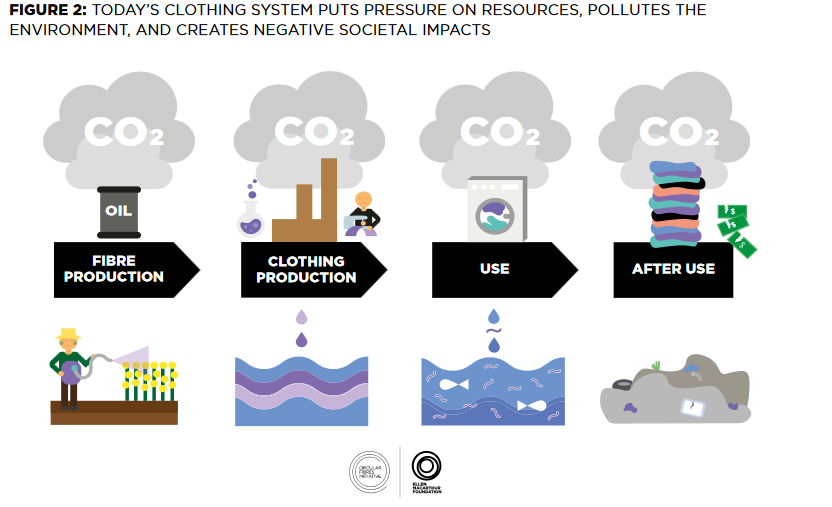 FIGURE 2: TODAY'S CLOTHING SYSTEM PUTS PRESSURE ON RESOURCES, POLLUTES THE
ENVIRONMENT, AND CREATES NEGATIVE SOCIETAL IMPACTS
CO2
CO2
CO2
CO2
OIL
$
$
$
FIBRE
PRODUCTION
CLOTHING
PRODUCTION
USE
AFTER USE
CIRCULAR
FIBRES
INITIATIVE
ELLEN
MACARTHUR
FOUNDATION